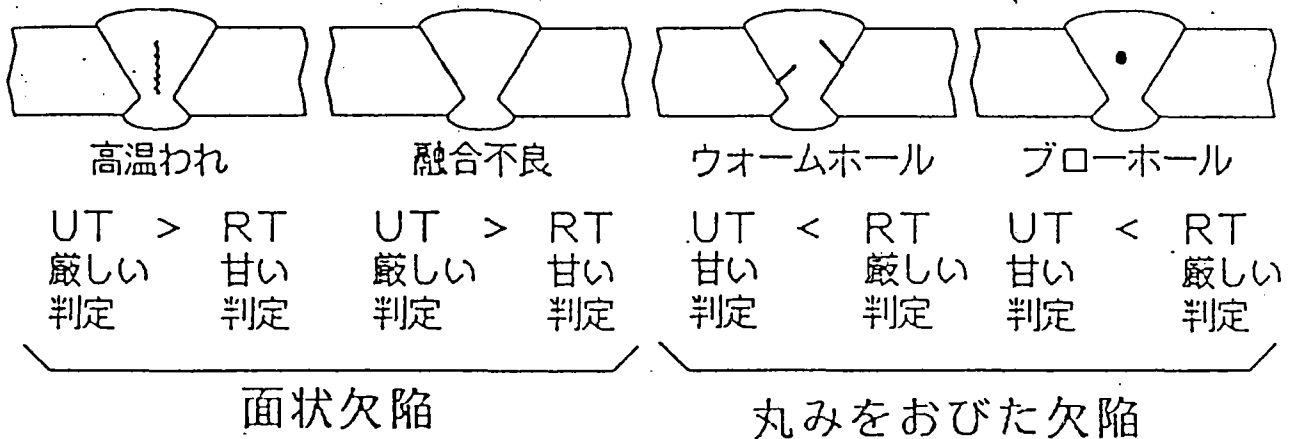 高温われ 融合不良 ウォームホール ブローホール
UT > RT UT > RT UT < RT UT < RT
厳しい 甘い 厳しい 甘い 甘い 厳しい 甘い 厳しい
判定 判定 判定 判定 判定 判定 判定 判定
面状欠陥 丸みをおびた欠陥